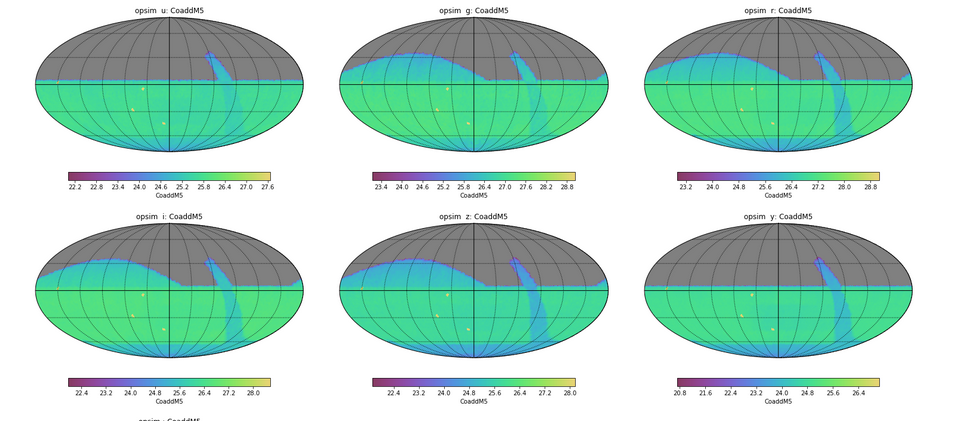 opsim u: CoaddM5
22.2 22.8 23.4 24.0 24.6 25.2 25.8 26.4 27.0 27.6
CoaddM5
opsim g: CoaddM5
23.4 24.0 24.6 25.2 25.8 26.4 27.0 27.6 28.2 28.8
CoaddM5
opsim r: CoaddM5
23.2 24.0 24.8 25.6 26.4 27.2 28.0 28.8
CoaddM5
opsim i: CoaddM5
22.4 23.2 24.0 24.8 25.6 26.4 27.2 28.0
CoaddM5
opsim z: CoaddM5
22.4 23.2 24.0 24.8 25.6 26.4 27.2 28.0
CoaddM5
opsim y: CoaddM5
20.8 21.6 22.4 23.2 24.0 24.8 25.6 26.4
CoaddM5